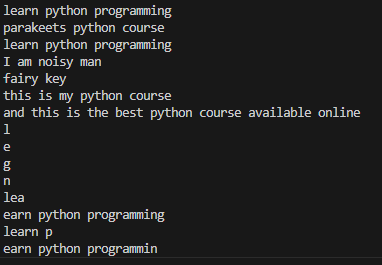 learn python programming
parakeets python course
learn python programming
I am noisy man
fairy key
this is my python course
and this is the best python course available online
l
e
g
n
lea
earn python programming
learn p
earn python programmin